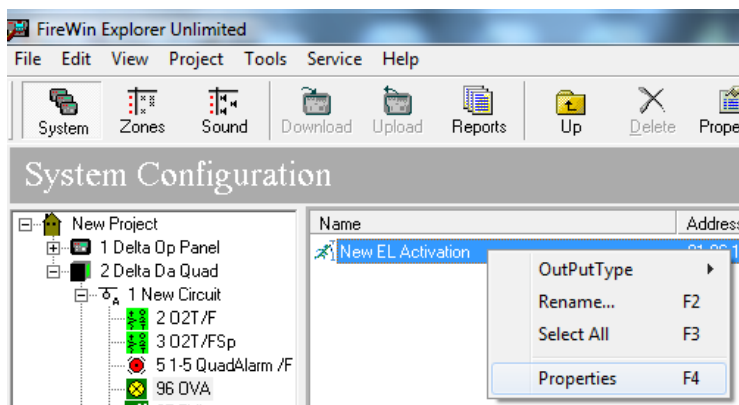 FireWin Explorer Unlimited
File Edit View Project Tools Service Help
System Zones Sound Download Upload Reports Up Delete Prope
System Configuration
New Project
1 Delta Op Panel
2 Delta Da Quad
1 New Circuit
2 O2T/F
3 O2T/FSp
5 1-5 QuadAlarm /F
96 OVA
Name Address
New EL Activation
OutPutType
Rename... F2
Select All F3
Properties F4